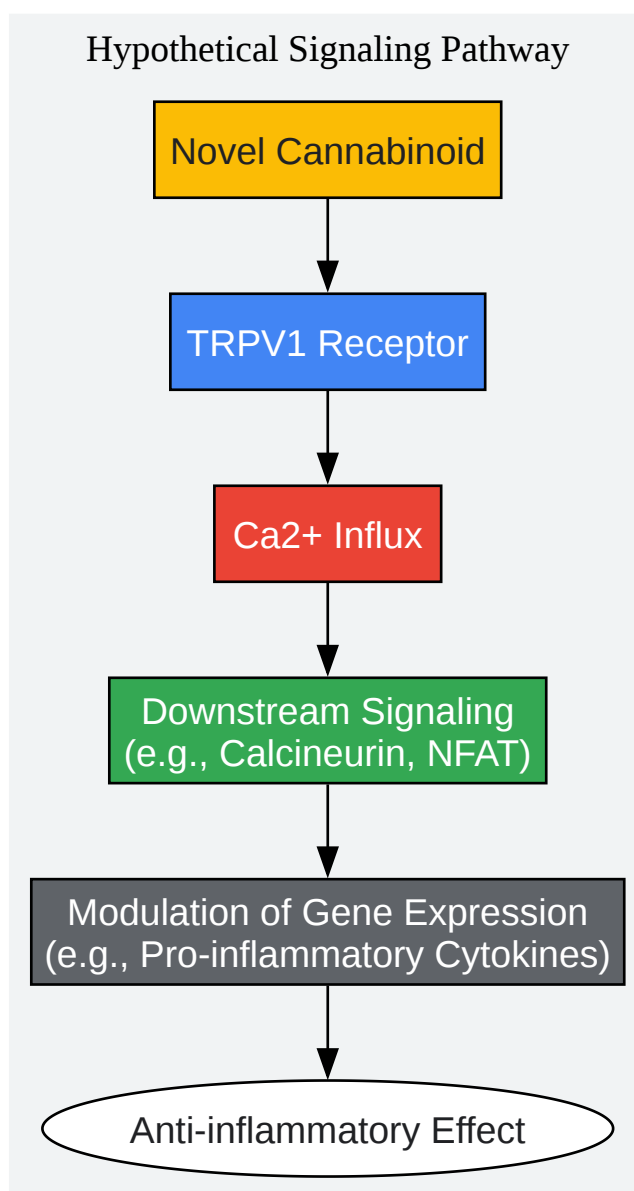 Hypothetical Signaling Pathway
Novel Cannabinoid
TRPV1 Receptor
Ca2+ Influx
Downstream Signaling
(e.g., Calcineurin, NFAT)
Modulation of Gene Expression
(e.g., Pro-inflammatory Cytokines)
Anti-inflammatory Effect